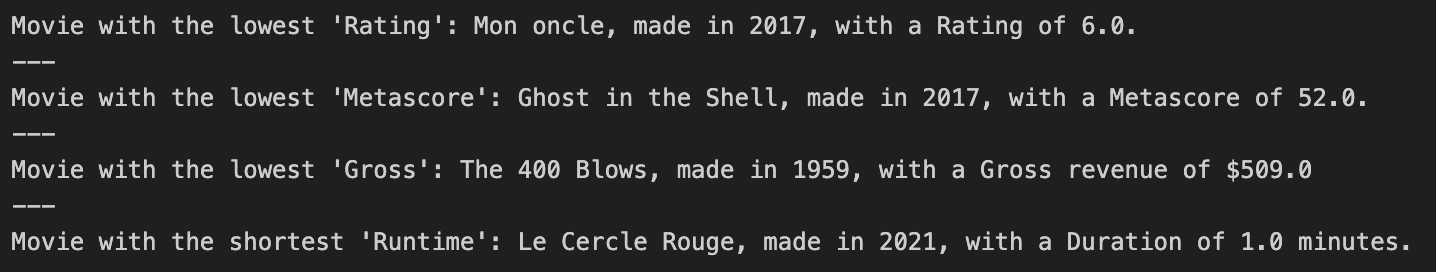 Movie with the lowest 'Rating': Mon oncle, made in 2017, with a Rating of 6.0.
---
Movie with the lowest 'Metascore': Ghost in the Shell, made in 2017, with a Metascore of 52.0.
---
Movie with the lowest 'Gross': The 400 Blows, made in 1959, with a Gross revenue of $509.0
---
Movie with the shortest 'Runtime': Le Cercle Rouge, made in 2021, with a Duration of 1.0 minutes.